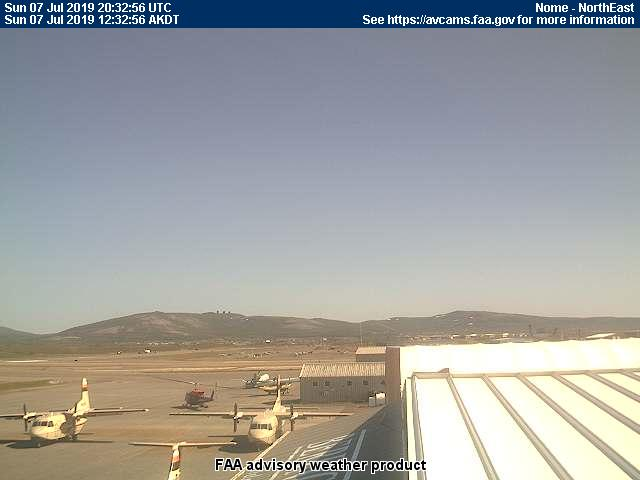 Sun 07 Jul 2019 20:32:56 UTC
Nome - NorthEast
Sun 07 Jul 2019 12:32:56 AKDT
See https://avcams.faa.gov for more information
FAA advisory weather product